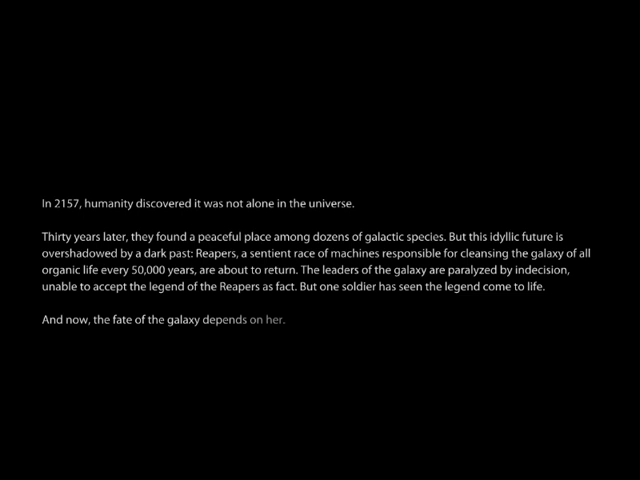 In 2157, humanity discovered it was not alone in the universe.
Thirty years later, they found a peaceful place among dozens of galactic species. But this idyllic future is
overshadowed by a dark past: Reapers, a sentient race of machines responsible for cleansing the galaxy of all
organic life every 50,000 years, are about to return. The leaders of the galaxy are paralyzed by indecision,
unable to accept the legend of the Reapers as fact. But one soldier has seen the legend come to life.
And now, the fate of the galaxy depends on her.